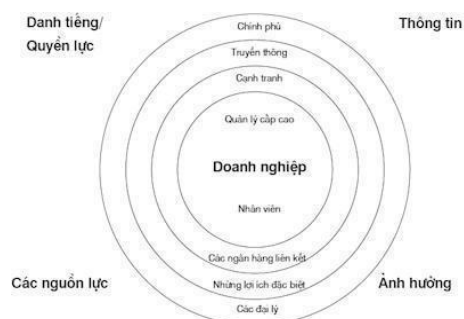 Danh tiếng/
Quyền lực
Thông tin
Chính phủ
Truyền thông
Cạnh tranh
Quản lý cấp cao
Doanh nghiệp
Nhân viên
Các ngân hàng liên kết
Những lợi ích đặc biệt
Các đại lý
Các nguồn lực
Ảnh hưởng